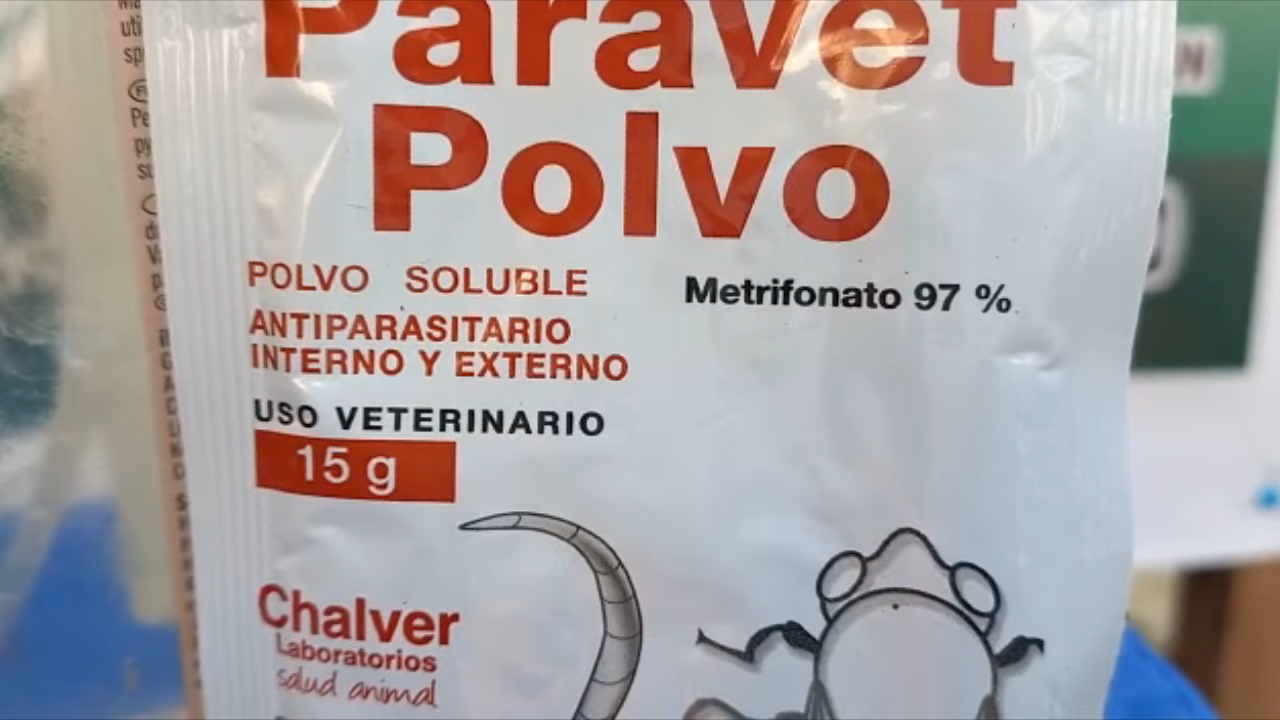 Paravet
Polvo
POLVO SOLUBLE
Metrifonato 97 %
ANTIPARASITARIO
INTERNO Y EXTERNO
USO VETERINARIO
15 g
Chalver
Laboratorios
salud animal